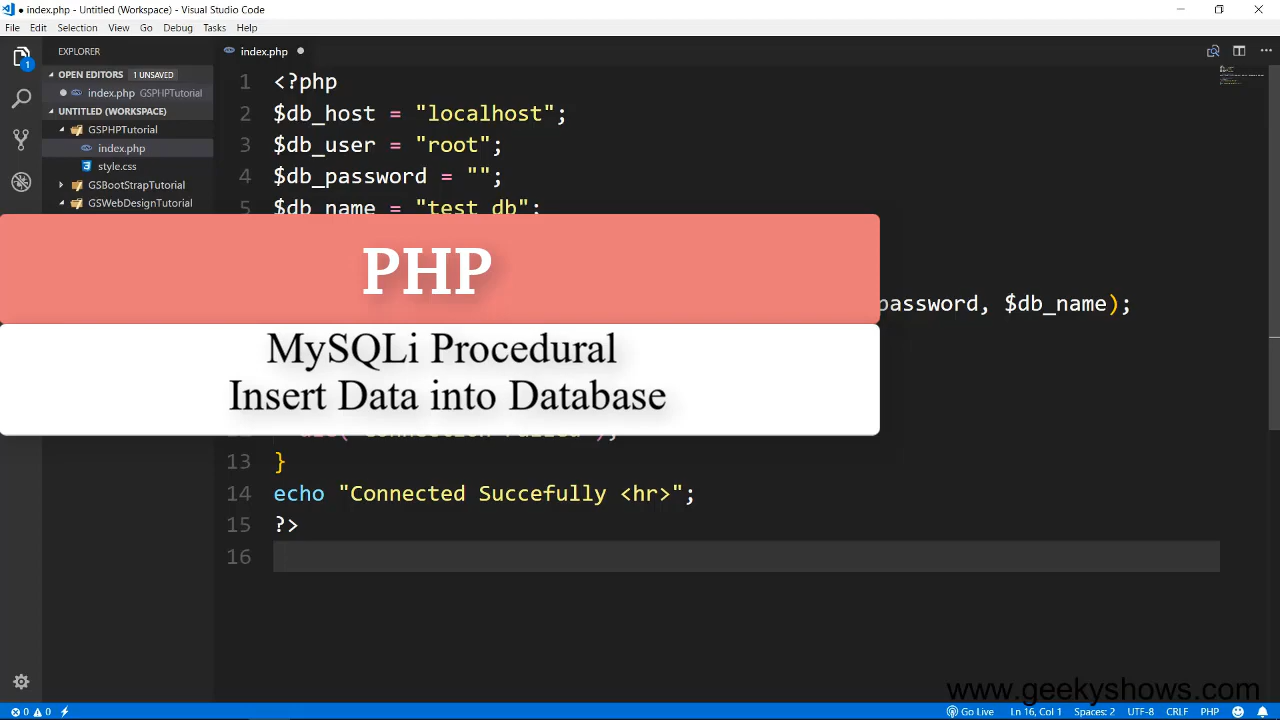 index.php - Untitled (Workspace) - Visual Studio Code
File Edit Selection View Go Debug Tasks Help
EXPLORER
index.php
OPEN EDITORS 1 UNSAVED
index.php GSPHPTutorial
UNTITLED (WORKSPACE)
GSPHPTutorial
index.php
style.css
GSBootStrapTutorial
GSWebDesignTutorial
1 <?php
2 $db_host = "localhost";
3 $db_user = "root";
4 $db_password = "";
5 $db_name = "test_db";
PHP
password, $db_name);
MySQLi Procedural
Insert Data into Database
13 }
14 echo "Connected Succefully <hr>";
15 ?>
16
www.geekyshows.com
0 0 Go Live Ln 16, Col 1 Spaces: 2 UTF-8 CRLF PHP